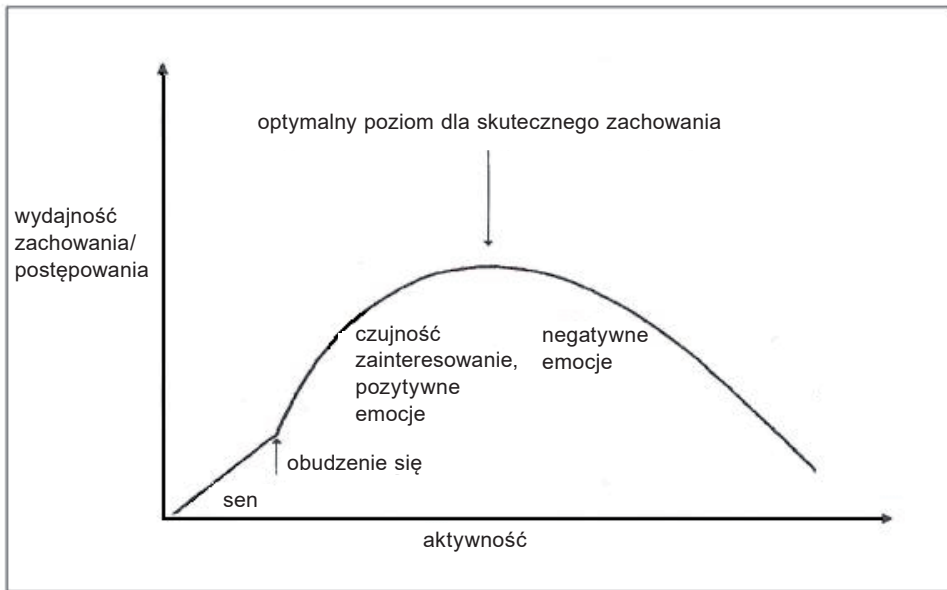 optymalny poziom dla skutecznego zachowania
wydajność
zachowania/
postępowania
czujność
zainteresowanie,
pozytywne
emocje
negatywne
emocje
obudzenie się
sen
aktywność